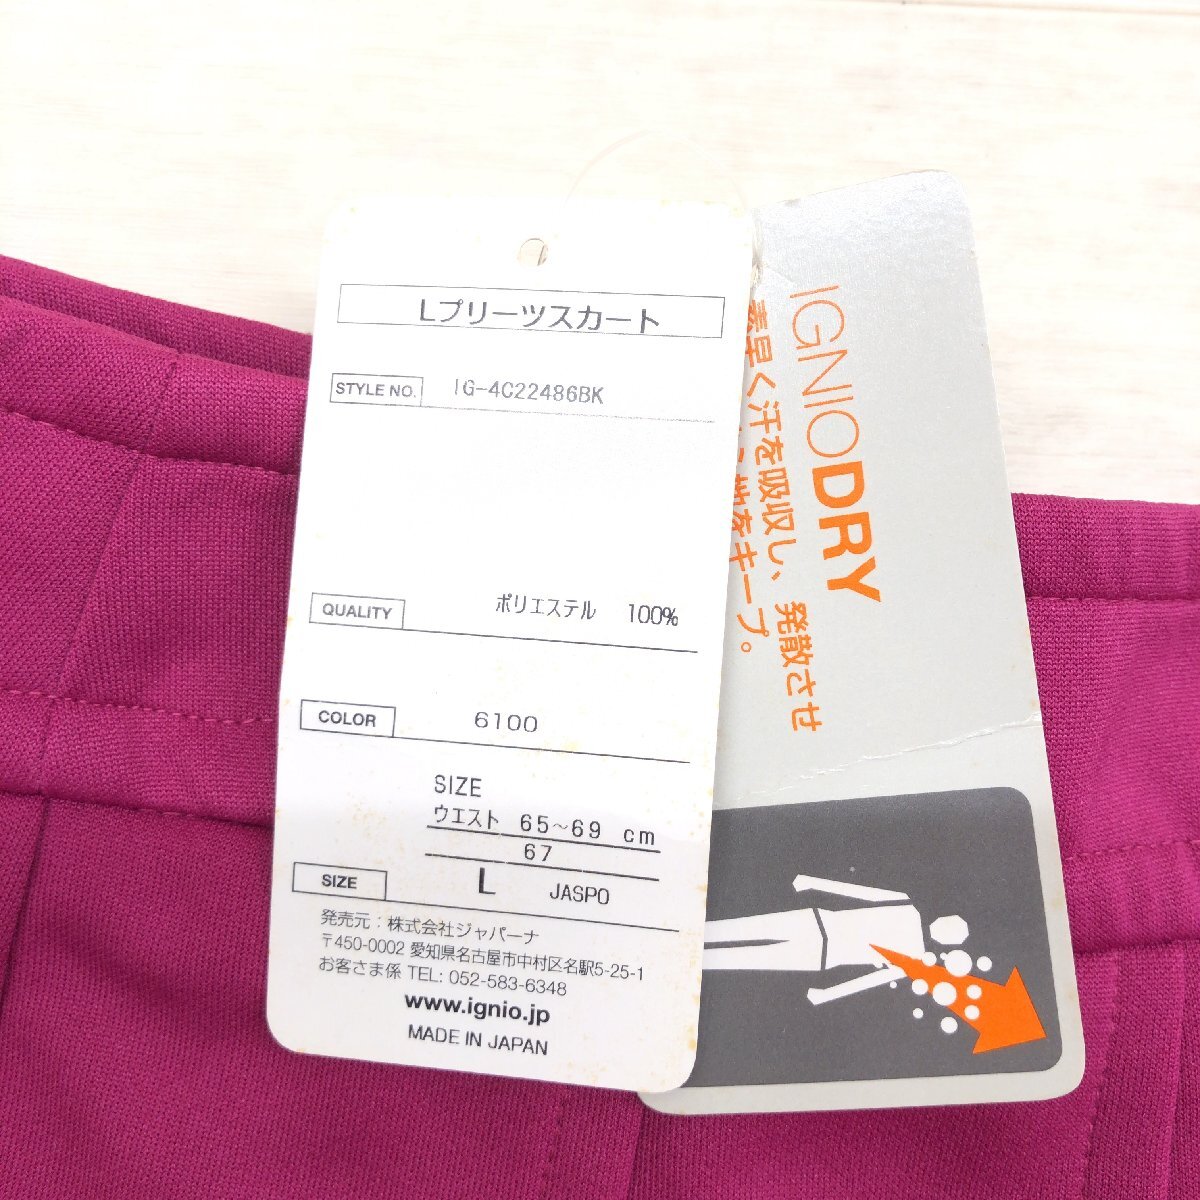 Lプリーツスカート
STYLE NO. IG-4C22486BK
QUALITY ポリエステル 100%
COLOR 6100
SIZE
ウエスト 65~69 cm
67
SIZE L JASPO
発売元:株式会社ジャパーナ
〒450-0002 愛知県名古屋市中村区名駅5-25-1
お客さま係 TEL: 052-583-6348
www.ignio.jp
MADE IN JAPAN
IGNIODRY
素早く汗を吸収し、発散させ
をキープ。